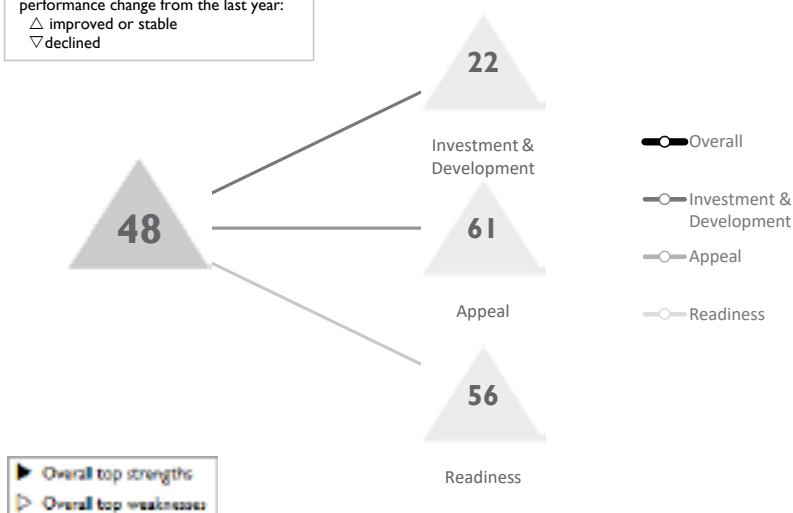 performance change from the last year:
△ improved or stable
▽ declined
22
Investment &
Development
48
61
Appeal
56
Readiness
Overall
Investment &
Development
Appeal
Readiness
▶ Overall top strengths
▷ Overall top weaknesses